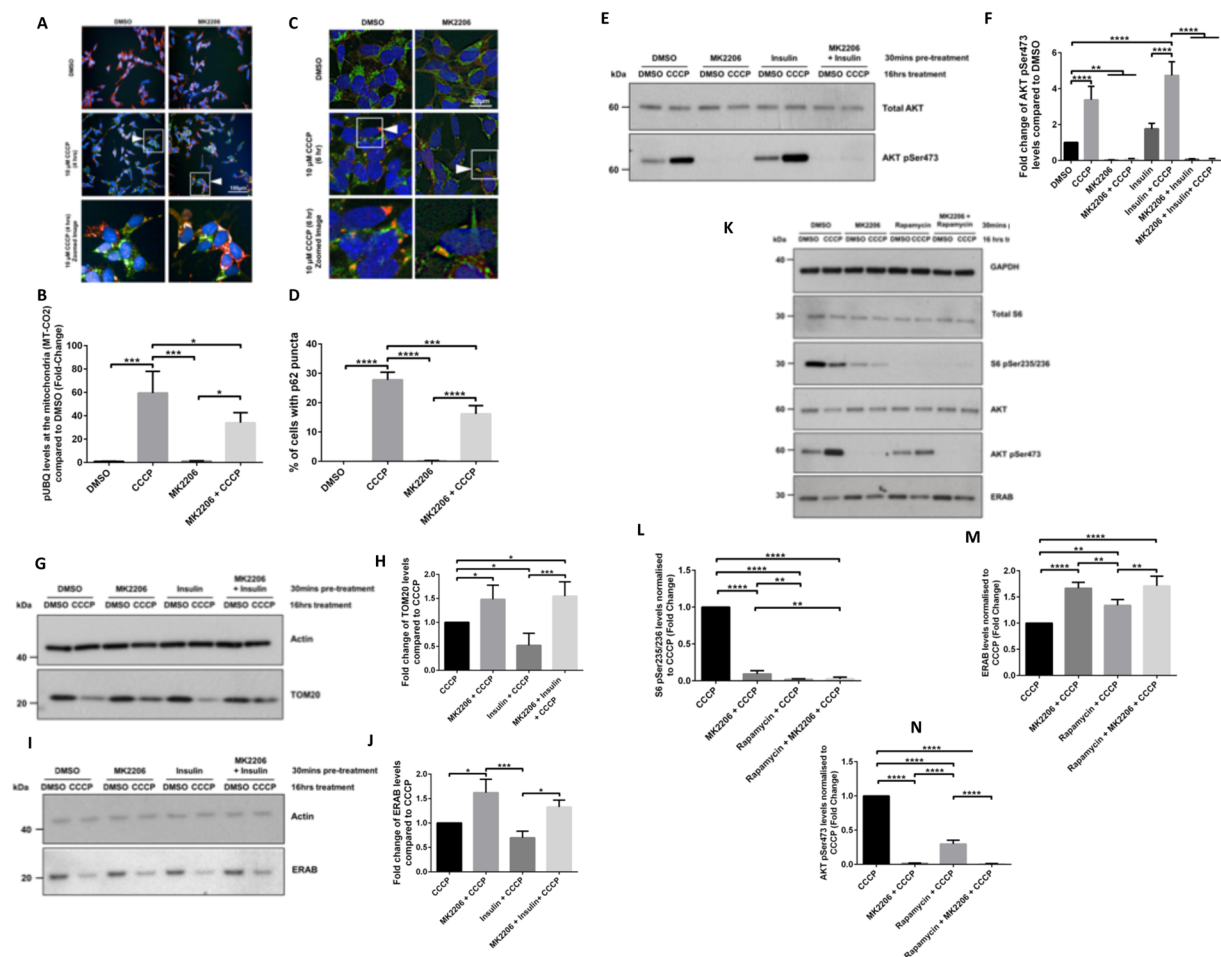 A
DMSO
MK2206
DMSO
10 µM CCCP
(4 hrs)
100µm
10 µM CCCP (4 hrs)
Zoomed Image
B
pUBQ levels at the mitochondria (MT-CO2)
compared to DMSO (Fold-Change)
100
80
60
40
20
0
***
***
*
*
DMSO
CCCP
MK2206
MK2206 + CCCP
C
DMSO
MK2206
DMSO
20µm
10 µM CCCP
(6 hr)
10 µM CCCP (6 hr)
Zoomed Image
D
% of cells with p62 puncta
40
30
20
10
0
****
****
***
****
DMSO
CCCP
MK2206
MK2206 + CCCP
E
DMSO
MK2206
Insulin
MK2206
+ Insulin
30mins pre-treatment
kDa
DMSO CCCP DMSO CCCP DMSO CCCP DMSO CCCP
16hrs treatment
60
Total AKT
60
AKT pSer473
F
Fold change of AKT pSer473
levels compared to DMSO
6
4
2
0
****
**
****
****
****
DMSO
CCCP
MK2206
MK2206 + CCCP
Insulin
Insulin + CCCP
MK2206 + Insulin
MK2206 + Insulin+ CCCP
G
DMSO
MK2206
Insulin
MK2206
+ Insulin
30mins pre-treatment
kDa
DMSO CCCP DMSO CCCP DMSO CCCP DMSO CCCP
16hrs treatment
40
Actin
20
TOM20
H
Fold change of TOM20 levels
compared to CCCP
2.0
1.5
1.0
0.5
0.0
*
*
*
***
CCCP
MK2206 + CCCP
Insulin + CCCP
MK2206 + Insulin
+ CCCP
I
DMSO
MK2206
Insulin
MK2206
+ Insulin
30mins pre-treatment
kDa
DMSO CCCP DMSO CCCP DMSO CCCP DMSO CCCP
16hrs treatment
40
Actin
20
ERAB
J
Fold change of ERAB levels
compared to CCCP
2.0
1.5
1.0
0.5
0.0
*
***
*
CCCP
MK2206 + CCCP
Insulin + CCCP
MK2206 + Insulin+ CCCP
K
DMSO
MK2206
Rapamycin
MK2206 +
Rapamycin
30mins
kDa
DMSO CCCP DMSO CCCP DMSO CCCP DMSO CCCP
16 hrs
40
GAPDH
30
Total S6
30
S6 pSer235/236
60
AKT
60
AKT pSer473
30
ERAB
L
S6 pSer235/236 levels normalised
to CCCP (Fold Change)
1.5
1.0
0.5
0.0
****
****
****
**
**
CCCP
MK2206 + CCCP
Rapamycin + CCCP
Rapamycin + MK2206 + CCCP
M
ERAB levels normalised to
CCCP (Fold Change)
2.0
1.5
1.0
0.5
0.0
****
**
****
**
**
CCCP
MK2206 + CCCP
Rapamycin + CCCP
Rapamycin + MK2206 + CCCP
N
AKT pSer473 levels normalised to
CCCP (Fold Change)
1.5
1.0
0.5
0.0
****
****
****
****
****
CCCP
MK2206 + CCCP
Rapamycin + CCCP
Rapamycin + MK2206 + CCCP